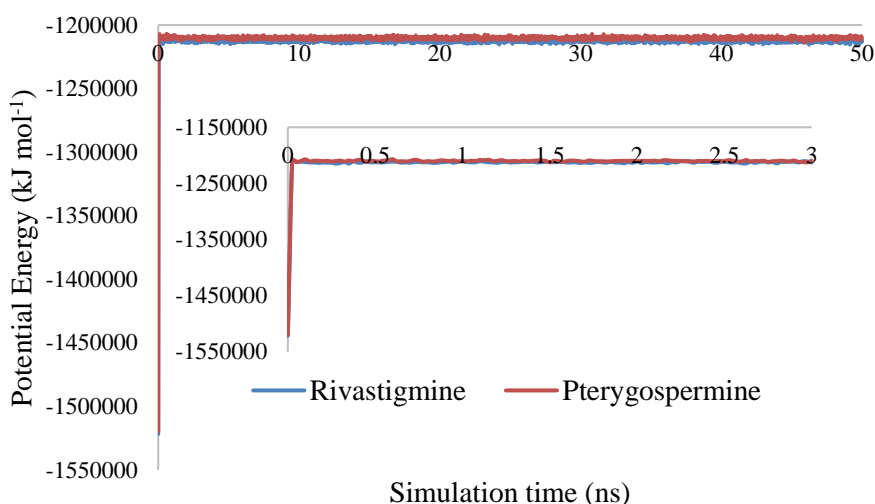 -1200000
0 10 20 30 40 50
-1250000
-1300000
-1350000
-1400000
-1450000
-1500000
-1550000
Potential Energy (kJ mol-1)
-1150000
0 0.5 1 1.5 2 2.5 3
-1250000
-1350000
-1450000
-1550000
Rivastigmine Pterygospermine
Simulation time (ns)